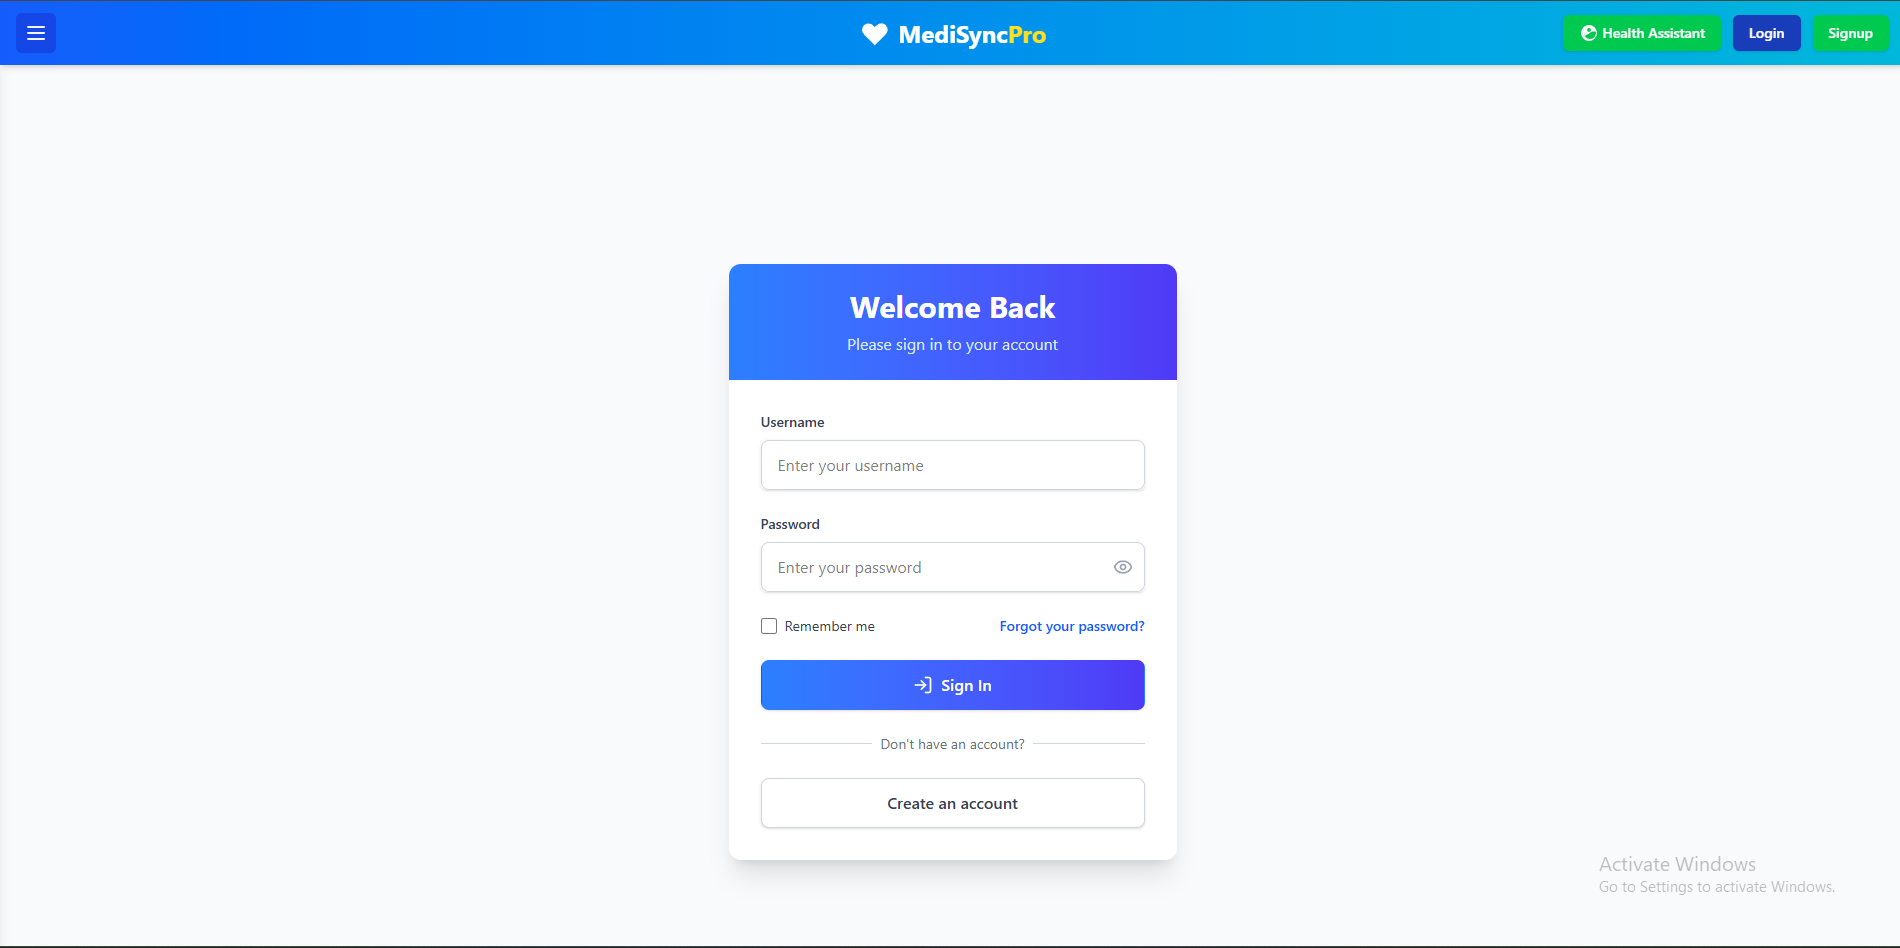 MediSyncPro
Health Assistant
Login
Signup
Welcome Back
Please sign in to your account
Username
Enter your username
Password
Enter your password
Remember me
Forgot your password?
Sign In
Don't have an account?
Create an account
Activate Windows
Go to Settings to activate Windows.